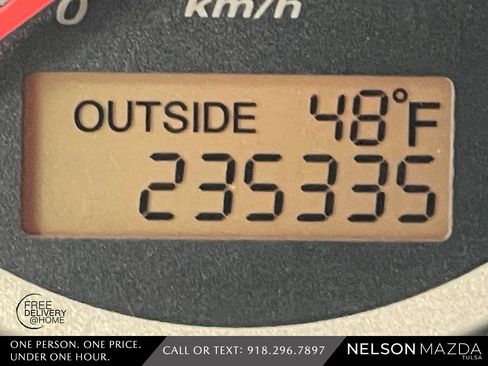 0
km/h
OUTSIDE 48°F
235335
FREE
DELIVERY
@HOME
ONE PERSON. ONE PRICE.
UNDER ONE HOUR.
CALL OR TEXT: 918.296.7897
NELSON MAZDA
TULSA